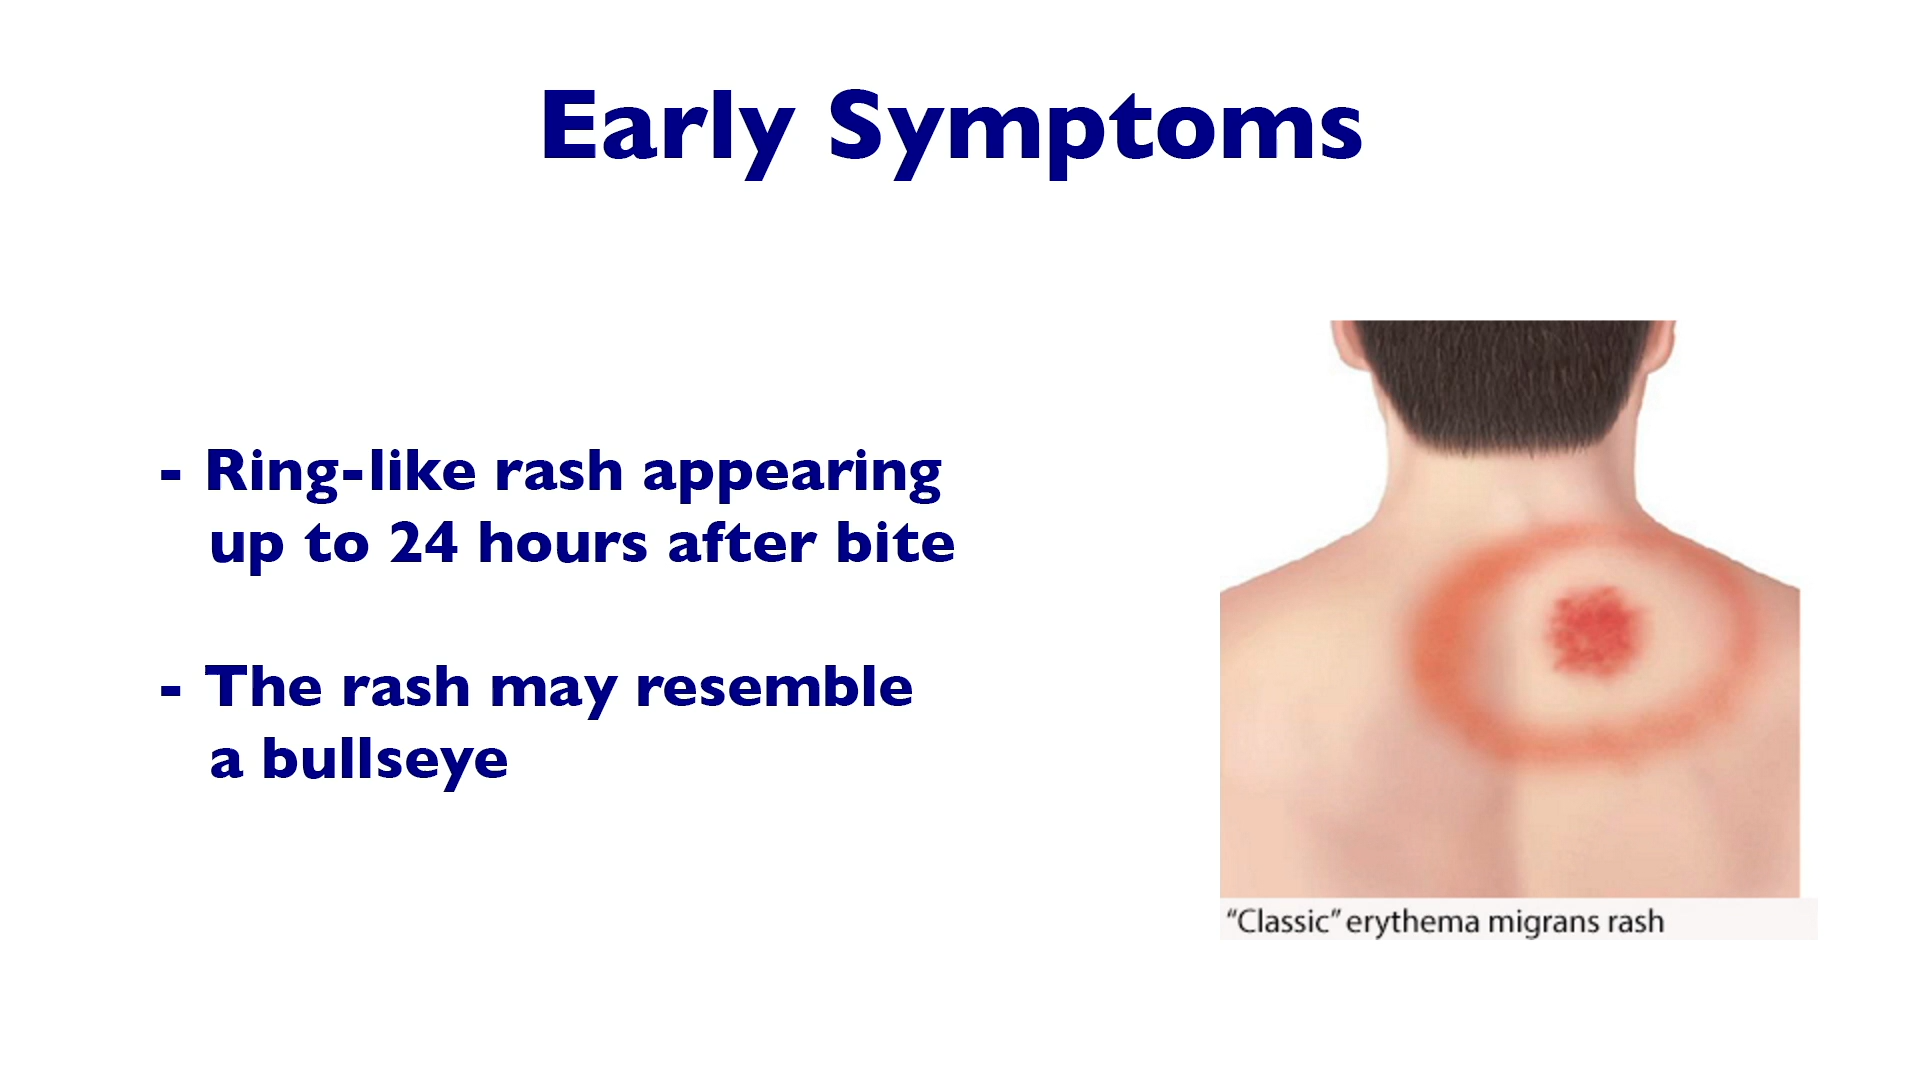 Early Symptoms
- Ring-like rash appearing
up to 24 hours after bite
- The rash may resemble
a bullseye
“Classic” erythema migrans rash